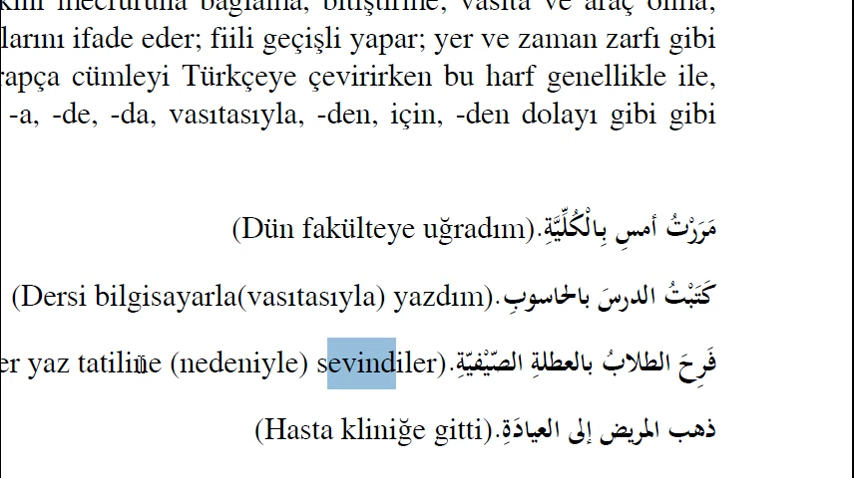 mecruruna bağlama, bitiştirme, vasıta ve araç olma,
larını ifade eder; fiili geçişli yapar; yer ve zaman zarfı gibi
rapça cümleyi Türkçeye çevirirken bu harf genellikle ile,
-a, -de, -da, vasıtasıyla, -den, için, -den dolayı gibi gibi
مَرَرْتُ أمسِ بِالْكُلِّيَّةِ.(Dün fakülteye uğradım)
كَتَبْتُ الدرسَ بالحاسوبِ.(Dersi bilgisayarla(vasıtasıyla) yazdım)
فَرِحَ الطلابُ بالعطلةِ الصَّيْفيّةِ.(er yaz tatiline (nedeniyle) sevindiler)
ذهب المريض إلى العيادَةِ.(Hasta kliniğe gitti)